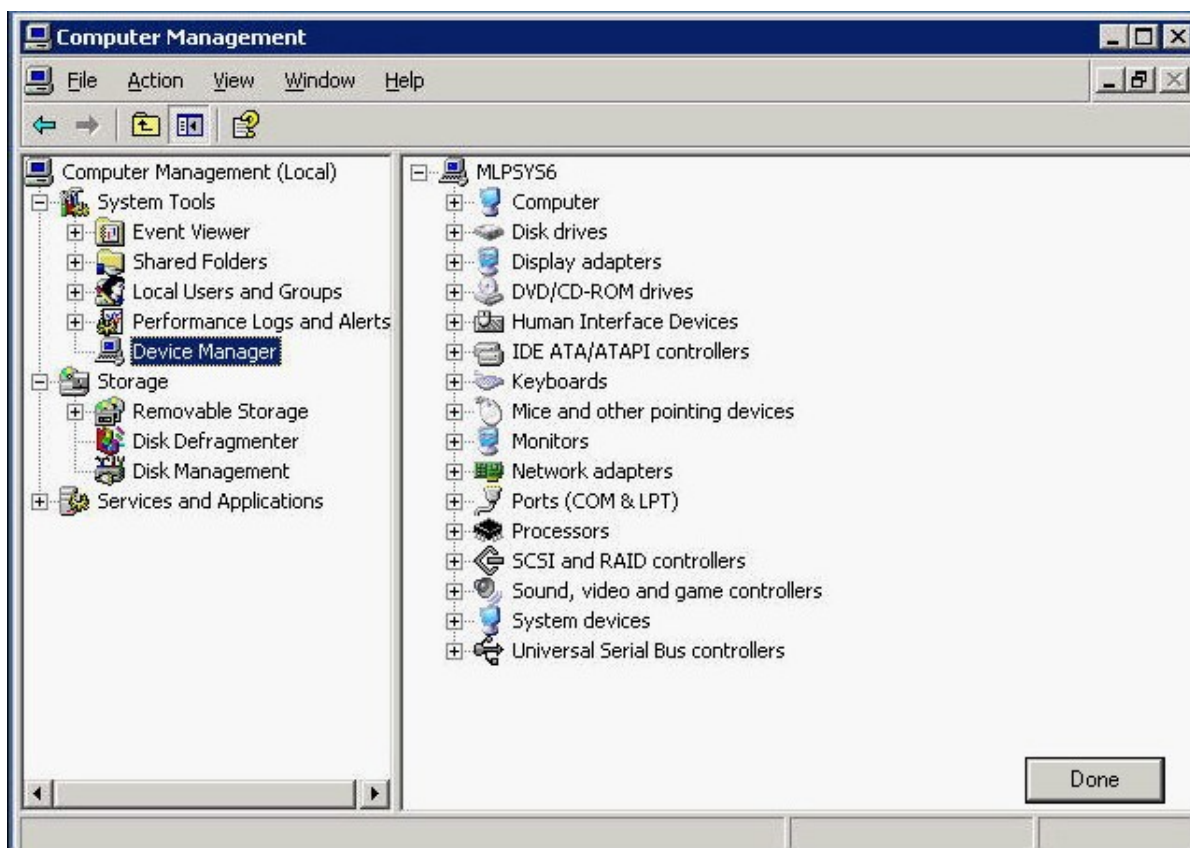 Computer Management
File Action View Window Help
Computer Management (Local)
System Tools
Event Viewer
Shared Folders
Local Users and Groups
Performance Logs and Alerts
Device Manager
Storage
Removable Storage
Disk Defragmenter
Disk Management
Services and Applications
MLPSYS6
Computer
Disk drives
Display adapters
DVD/CD-ROM drives
Human Interface Devices
IDE ATA/ATAPI controllers
Keyboards
Mice and other pointing devices
Monitors
Network adapters
Ports (COM & LPT)
Processors
SCSI and RAID controllers
Sound, video and game controllers
System devices
Universal Serial Bus controllers
Done